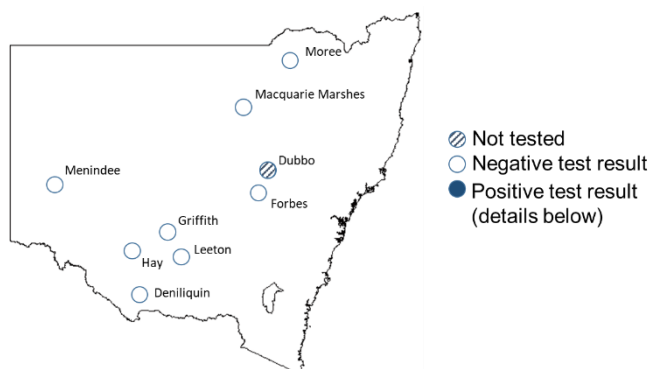 Moree
Macquarie Marshes
Dubbo
Menindee
Forbes
Griffith
Leeton
Hay
Deniliquin
Not tested
Negative test result
Positive test result
(details below)